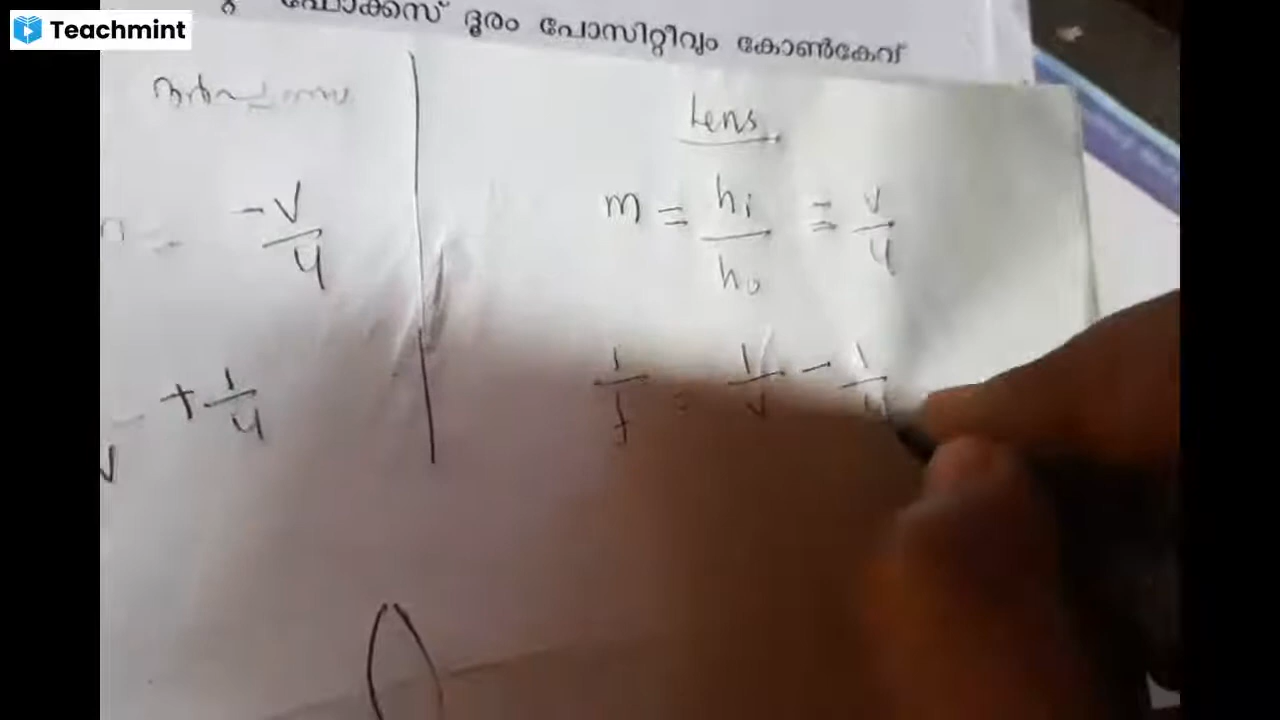 Teachmint
ഫോക്കസ് ദൂരം പോസിറ്റീവും കോൺകേവ്
-v/u
+ 1/u
v
Lens
m = hi/ho = v/u
1/f = 1/v - 1/u